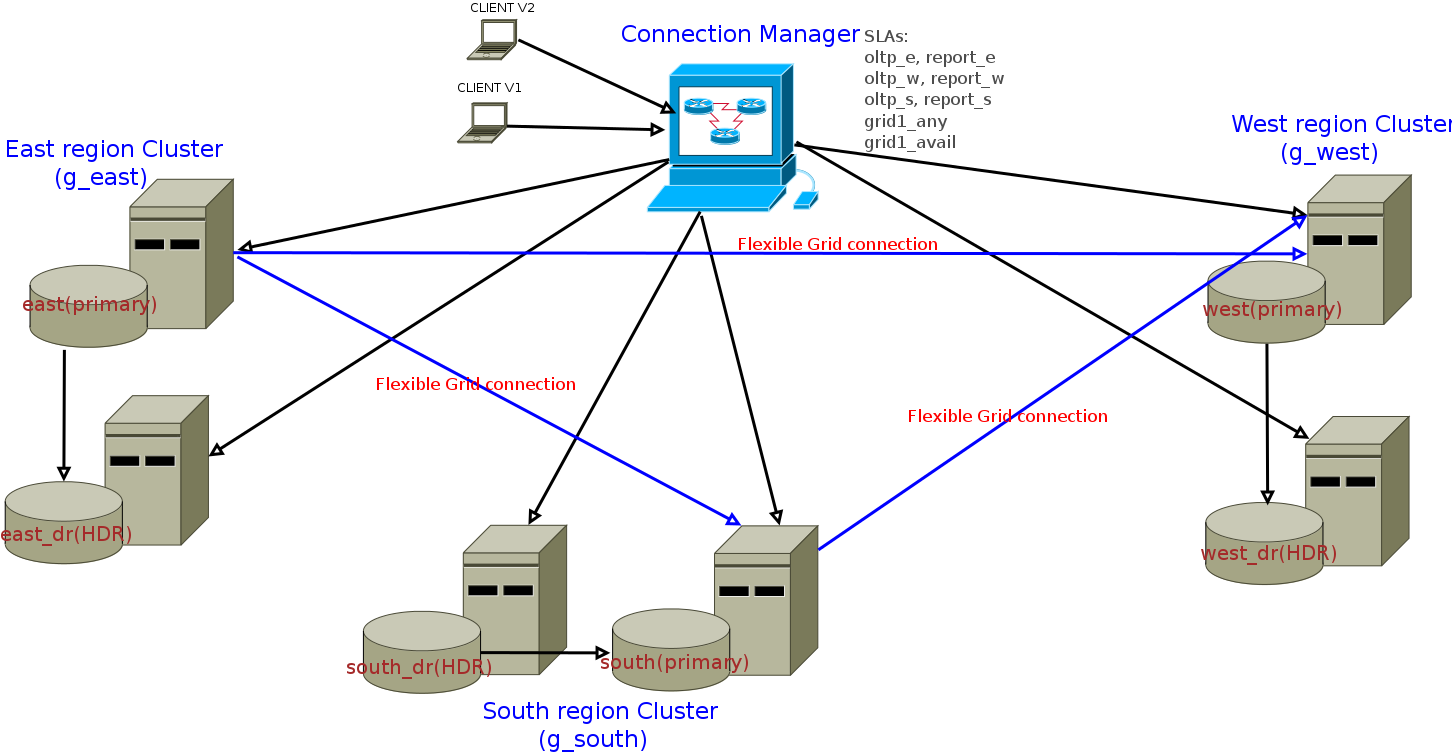 CLIENT V2
Connection Manager
SLAs:
oltp_e, report_e
oltp_w, report_w
oltp_s, report_s
grid1_any
grid1_avail
CLIENT V1
East region Cluster
(g_east)
West region Cluster
(g_west)
Flexible Grid connection
east(primary)
west(primary)
Flexible Grid connection
Flexible Grid connection
east_dr(HDR)
west_dr(HDR)
south_dr(HDR)
south(primary)
South region Cluster
(g_south)